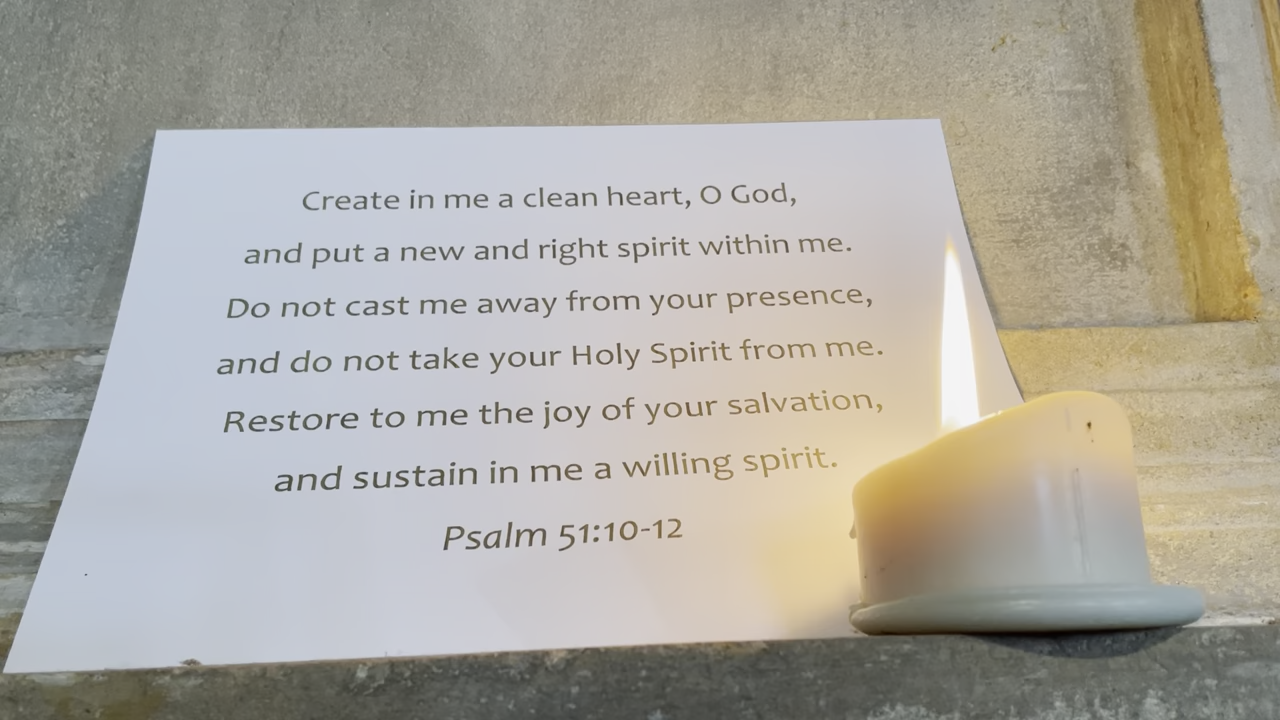 Create in me a clean heart, O God,
and put a new and right spirit within me.
Do not cast me away from your presence,
and do not take your Holy Spirit from me.
Restore to me the joy of your salvation,
and sustain in me a willing spirit.
Psalm 51:10-12